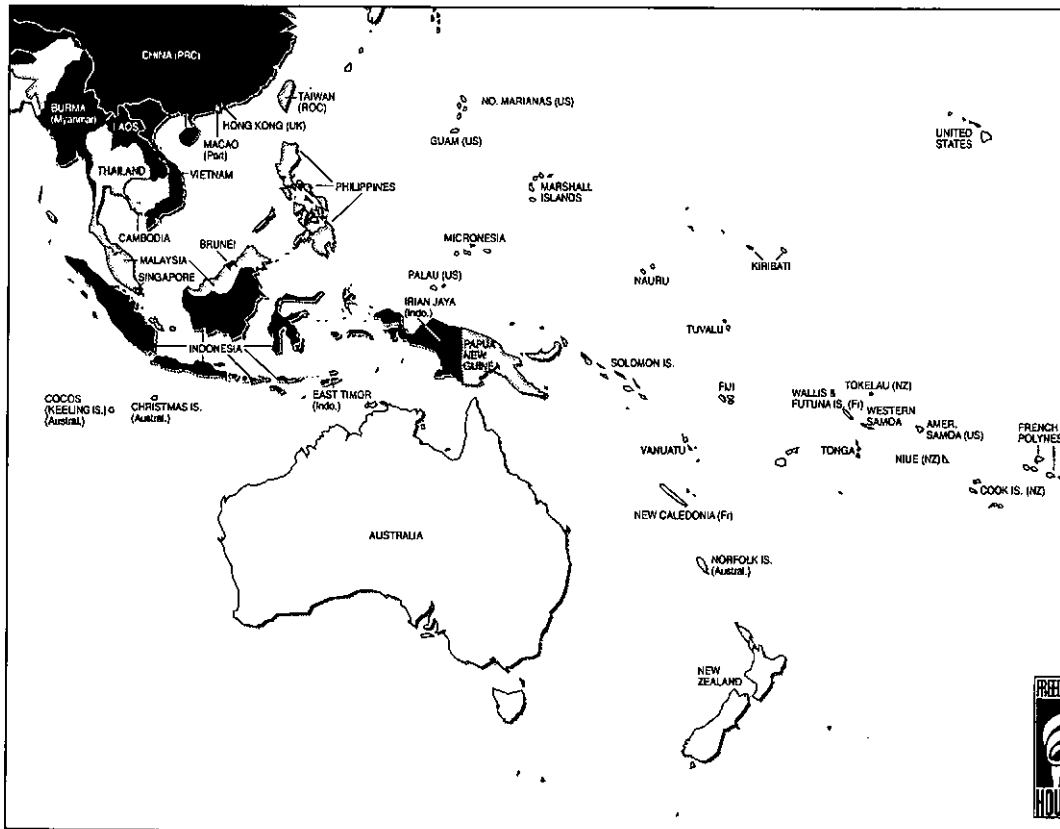 CHINA (PRC)
TAIWAN
(ROC)
BURMA
(Myanmar)
LAOS
HONG KONG (UK)
MACAO
(Port)
THAILAND
VIETNAM
NO. MARIANAS (US)
GUAM (US)
UNITED
STATES
PHILIPPINES
MARSHALL
ISLANDS
CAMBODIA
BRUNEI
MALAYSIA
SINGAPORE
MICRONESIA
PALAU (US)
KIRIBATI
NAURU
IRIAN JAYA
(Indo.)
TUVALU
INDONESIA
PAPUA
NEW
GUINEA
SOLOMON IS.
COCOS
(KEELING IS.)
(Austral.)
CHRISTMAS IS.
(Austral.)
EAST TIMOR
(Indo.)
FIJI
WALLIS &
FUTUNA IS. (Fr)
TOKELAU (NZ)
WESTERN
SAMOA
AMER.
SAMOA (US)
FRENCH
POLYNES
VANUATU
TONGA
NIUE (NZ)
COOK IS. (NZ)
NEW CALEDONIA (Fr)
AUSTRALIA
NORFOLK IS.
(Austral.)
NEW
ZEALAND
FREE
HOU